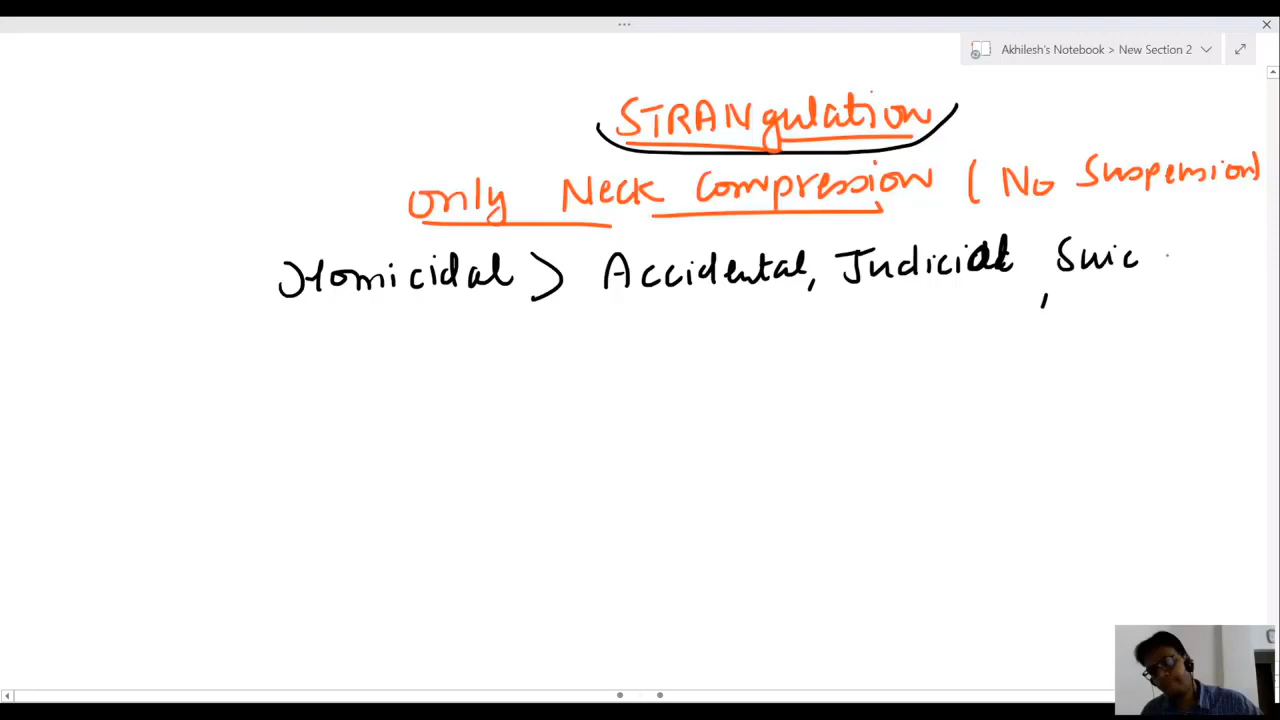 Akhilesh's Notebook > New Section 2
STRANgulation
only Neck Compression (No Suspension)
Homicidal > Accidental, Judicial, Suic